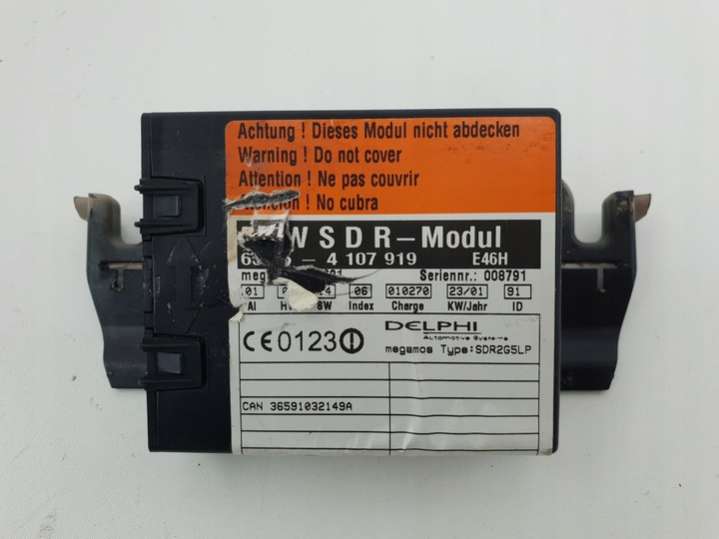 Achtung ! Dieses Modul nicht abdecken
Warning ! Do not cover
Attention ! Ne pas couvrir
! No cubra
W S D R – Modul
– 4 107 919 E46H
Seriennr.: 008791
01 06 010270 23/01 91
Index Charge KW/Jahr ID
CE0123 DELPHI
Automotive Systems
megamos Type:SDR2G5LP
CAN 36591032149A